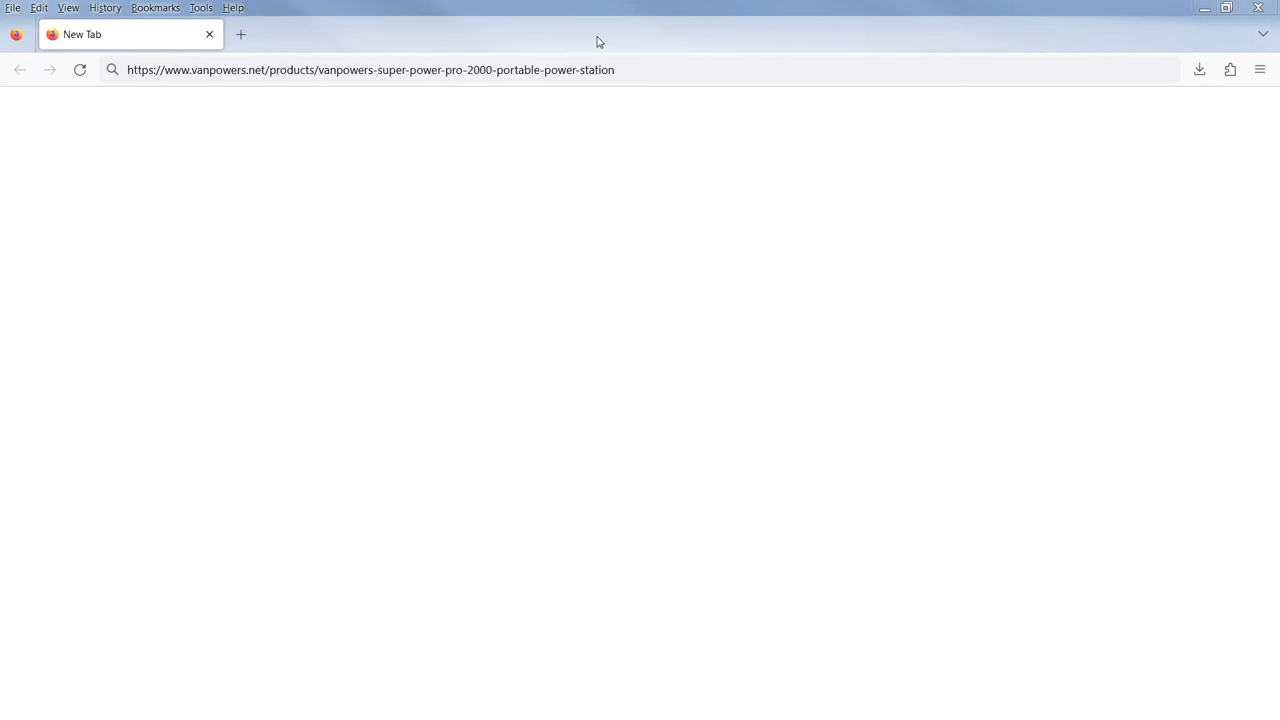 File Edit View History Bookmarks Tools Help
New Tab
https://www.vanpowers.net/products/vanpowers-super-power-pro-2000-portable-power-station